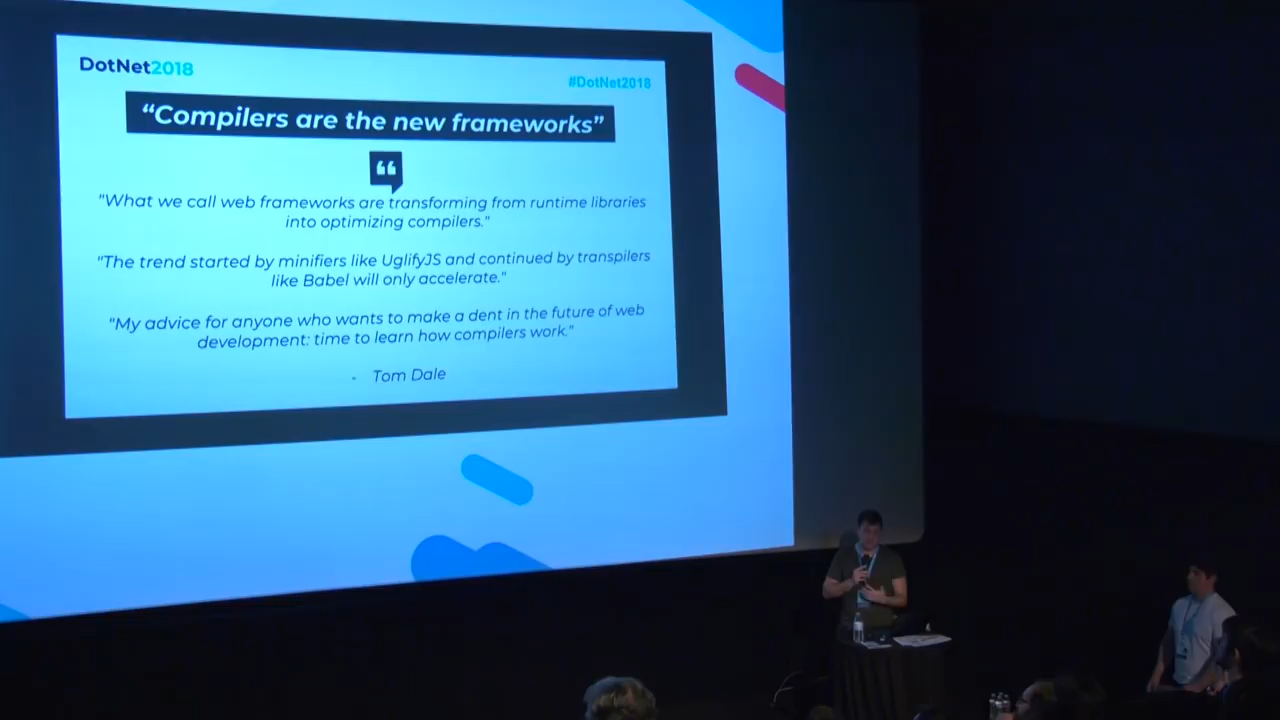 DotNet2018
#DotNet2018
“Compilers are the new frameworks”
"What we call web frameworks are transforming from runtime libraries
into optimizing compilers."
"The trend started by minifiers like UglifyJS and continued by transpilers
like Babel will only accelerate."
"My advice for anyone who wants to make a dent in the future of web
development: time to learn how compilers work."
- Tom Dale